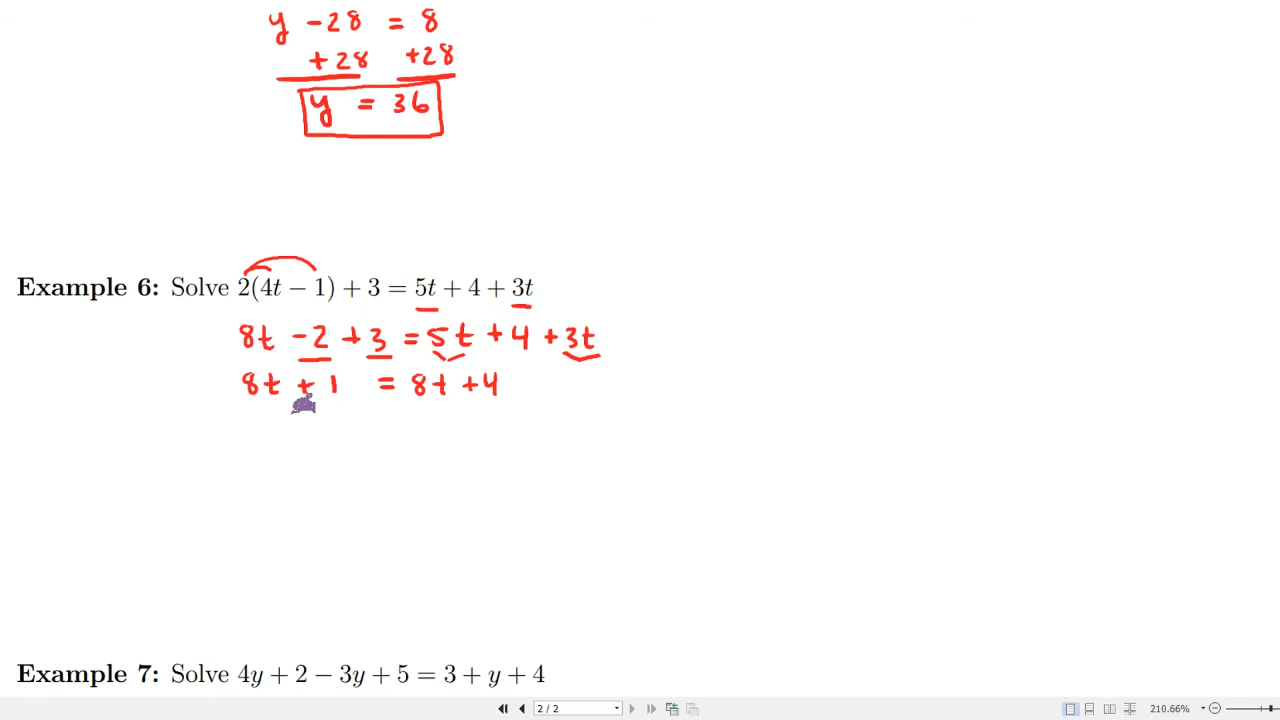 y - 28 = 8
+28 +28
y = 36
Example 6: Solve 2(4t − 1) + 3 = 5t + 4 + 3t
8t - 2 + 3 = 5t + 4 + 3t
8t + 1 = 8t + 4
Example 7: Solve 4y + 2 − 3y + 5 = 3 + y + 4
2 / 2 210.66%